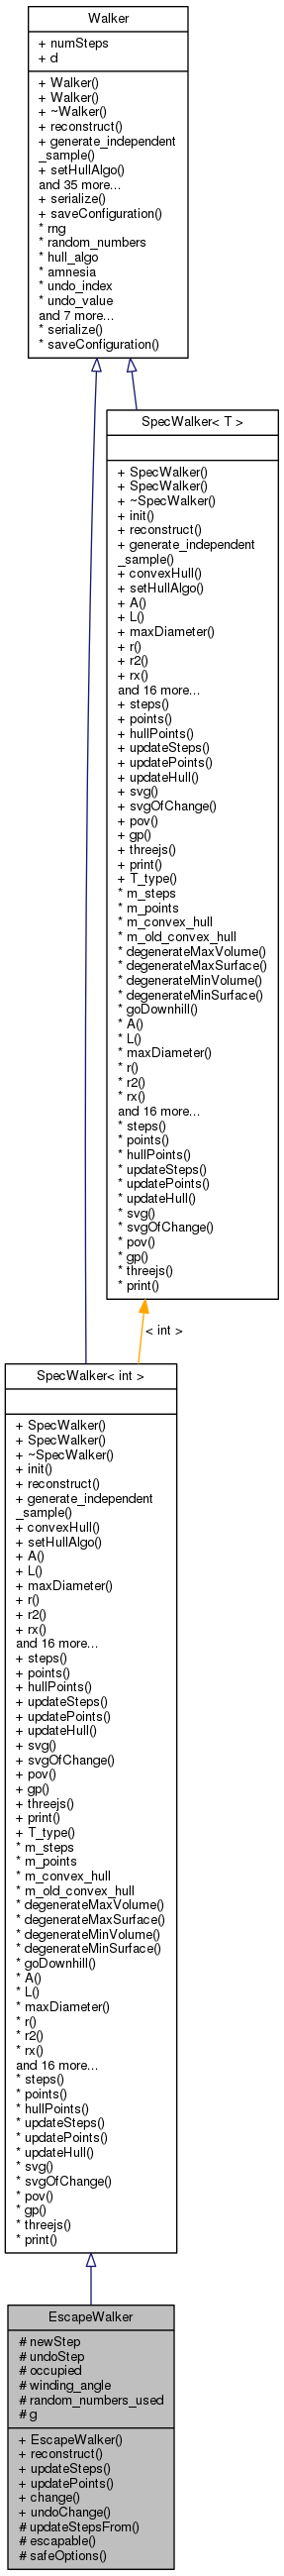 Walker
+ numSteps
+ d
+ Walker()
+ Walker()
+ ~Walker()
+ reconstruct()
+ generate_independent
_sample()
+ setHullAlgo()
and 35 more...
+ serialize()
+ saveConfiguration()
* rng
* random_numbers
* hull_algo
* amnesia
* undo_index
* undo_value
and 7 more...
* serialize()
* saveConfiguration()
SpecWalker< T >
+ SpecWalker()
+ SpecWalker()
+ ~SpecWalker()
+ init()
+ reconstruct()
+ generate_independent
_sample()
+ convexHull()
+ setHullAlgo()
+ A()
+ L()
+ maxDiameter()
+ r()
+ r2()
+ rx()
and 16 more...
+ steps()
+ points()
+ hullPoints()
+ updateSteps()
+ updatePoints()
+ updateHull()
+ svg()
+ svgOfChange()
+ pov()
+ gp()
+ threejs()
+ print()
+ T_type()
* m_steps
* m_points
* m_convex_hull
* m_old_convex_hull
* degenerateMaxVolume()
* degenerateMaxSurface()
* degenerateMinVolume()
* degenerateMinSurface()
* goDownhill()
* A()
* L()
* maxDiameter()
* r()
* r2()
* rx()
and 16 more...
* steps()
* points()
* hullPoints()
* updateSteps()
* updatePoints()
* updateHull()
* svg()
* svgOfChange()
* pov()
* gp()
* threejs()
* print()
< int >
SpecWalker< int >
+ SpecWalker()
+ SpecWalker()
+ ~SpecWalker()
+ init()
+ reconstruct()
+ generate_independent
_sample()
+ convexHull()
+ setHullAlgo()
+ A()
+ L()
+ maxDiameter()
+ r()
+ r2()
+ rx()
and 16 more...
+ steps()
+ points()
+ hullPoints()
+ updateSteps()
+ updatePoints()
+ updateHull()
+ svg()
+ svgOfChange()
+ pov()
+ gp()
+ threejs()
+ print()
+ T_type()
* m_steps
* m_points
* m_convex_hull
* m_old_convex_hull
* degenerateMaxVolume()
* degenerateMaxSurface()
* degenerateMinVolume()
* degenerateMinSurface()
* goDownhill()
* A()
* L()
* maxDiameter()
* r()
* r2()
* rx()
and 16 more...
* steps()
* points()
* hullPoints()
* updateSteps()
* updatePoints()
* updateHull()
* svg()
* svgOfChange()
* pov()
* gp()
* threejs()
* print()
EscapeWalker
# newStep
# undoStep
# occupied
# winding_angle
# random_numbers_used
# g
+ EscapeWalker()
+ reconstruct()
+ updateSteps()
+ updatePoints()
+ change()
+ undoChange()
# updateStepsFrom()
# escapable()
# safeOptions()